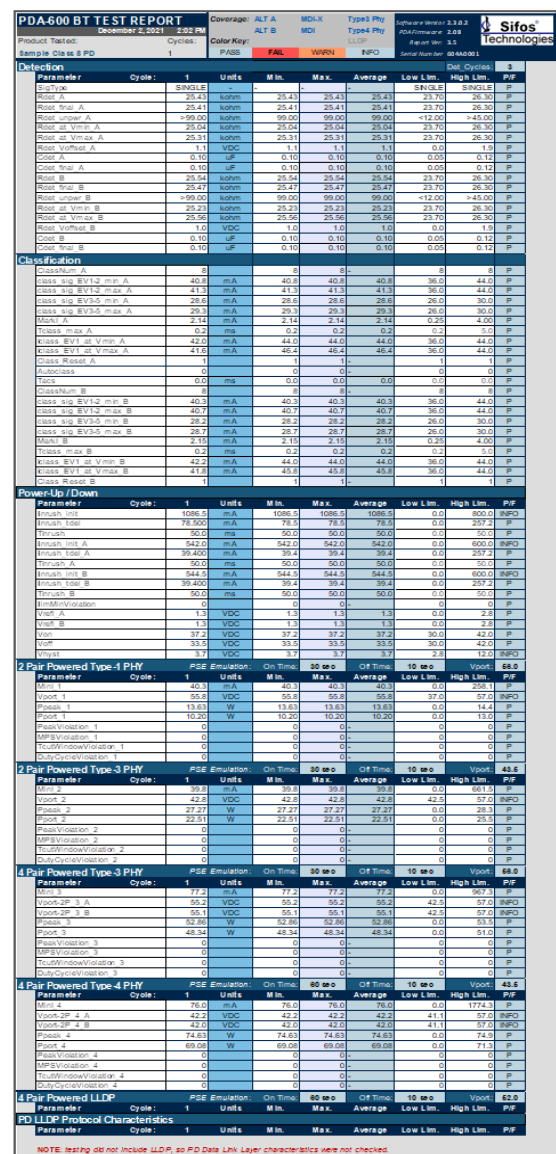 PDA-600 BT TEST REPORT Coverage: ALT A MDI-X Type3 Phy Software Version 2.3.0.2 Sifos®
December 2, 2021 2:02 PM ALT B MDI Type4 Phy PDA Firmware 2.08 Technologies
Product Tested: Cycles: Color Key: LLDP Report Ver: 3.5
Sample Class 8 PD 1 PASS FAIL WARN INFO Serial Number 604A0001
Detection Det_Cycles: 3
Parameter Cycle: 1 Units Min. Max. Average Low Lim. High Lim. P/F
SigType SINGLE - - - - SINGLE SINGLE P
Rdet_A 25.43 kohm 25.43 25.43 25.43 23.70 26.30 P
Rdet_final_A 25.41 kohm 25.41 25.41 25.41 23.70 26.30 P
Rdet_unpwr_A >99.00 kohm 99.00 99.00 99.00 <12.00 >45.00 P
Rdet_at_Vmin_A 25.04 kohm 25.04 25.04 25.04 23.70 26.30 P
Rdet_at_Vmax_A 25.31 kohm 25.31 25.31 25.31 23.70 26.30 P
Rdet_Voffset_A 1.1 VDC 1.1 1.1 1.1 0.0 1.9 P
Cdet_A 0.10 uF 0.10 0.10 0.10 0.05 0.12 P
Cdet_final_A 0.10 uF 0.10 0.10 0.10 0.05 0.12 P
Rdet_B 25.54 kohm 25.54 25.54 25.54 23.70 26.30 P
Rdet_final_B 25.47 kohm 25.47 25.47 25.47 23.70 26.30 P
Rdet_unpwr_B >99.00 kohm 99.00 99.00 99.00 <12.00 >45.00 P
Rdet_at_Vmin_B 25.23 kohm 25.23 25.23 25.23 23.70 26.30 P
Rdet_at_Vmax_B 25.56 kohm 25.56 25.56 25.56 23.70 26.30 P
Rdet_Voffset_B 1.0 VDC 1.0 1.0 1.0 0.0 1.9 P
Cdet_B 0.10 uF 0.10 0.10 0.10 0.05 0.12 P
Cdet_final_B 0.10 uF 0.10 0.10 0.10 0.05 0.12 P
Classification
ClassNum_A 8 8 8 - 8 8 P
class_sig_EV1-2_min_A 40.8 mA 40.8 40.8 40.8 36.0 44.0 P
class_sig_EV1-2_max_A 41.3 mA 41.3 41.3 41.3 36.0 44.0 P
class_sig_EV3-5_min_A 28.6 mA 28.6 28.6 28.6 26.0 30.0 P
class_sig_EV3-5_max_A 29.3 mA 29.3 29.3 29.3 26.0 30.0 P
MarkI_A 2.14 mA 2.14 2.14 2.14 0.25 4.00 P
Tclass_max_A 0.2 ms 0.2 0.2 0.2 0.2 5.0 P
Iclass_EV1_at_Vmin_A 42.0 mA 44.0 44.0 44.0 36.0 44.0 P
Iclass_EV1_at_Vmax_A 41.6 mA 46.4 46.4 46.4 36.0 44.0 P
Class_Reset_A 1 1 1 - 1 1 P
Autoclass 0 0 0 - 0 0 P
Tacs 0.0 ms 0.0 0.0 0.0 0.0 0.0 P
ClassNum_B 8 8 8 - 8 8 P
class_sig_EV1-2_min_B 40.3 mA 40.3 40.3 40.3 36.0 44.0 P
class_sig_EV1-2_max_B 40.7 mA 40.7 40.7 40.7 36.0 44.0 P
class_sig_EV3-5_min_B 28.2 mA 28.2 28.2 28.2 26.0 30.0 P
class_sig_EV3-5_max_B 28.7 mA 28.7 28.7 28.7 26.0 30.0 P
MarkI_B 2.15 mA 2.15 2.15 2.15 0.25 4.00 P
Tclass_max_B 0.2 ms 0.2 0.2 0.2 0.2 5.0 P
Iclass_EV1_at_Vmin_B 42.2 mA 44.0 44.0 44.0 36.0 44.0 P
Iclass_EV1_at_Vmax_B 41.8 mA 45.8 45.8 45.8 36.0 44.0 P
Class_Reset_B 1 1 1 - 1 1 P
Power-Up / Down
Parameter Cycle: 1 Units Min. Max. Average Low Lim. High Lim. P/F
Inrush_Init 1086.5 mA 1086.5 1086.5 1086.5 0.0 800.0 INFO
Inrush_tdel 78.500 mA 78.5 78.5 78.5 0.0 257.2 P
Tinrush 50.0 ms 50.0 50.0 50.0 0.0 50.0 P
Inrush_Init_A 542.0 mA 542.0 542.0 542.0 0.0 600.0 INFO
Inrush_tdel_A 39.400 mA 39.4 39.4 39.4 0.0 257.2 P
Tinrush_A 50.0 ms 50.0 50.0 50.0 0.0 50.0 P
Inrush_Init_B 544.5 mA 544.5 544.5 544.5 0.0 600.0 INFO
Inrush_tdel_B 39.400 mA 39.4 39.4 39.4 0.0 257.2 P
Tinrush_B 50.0 ms 50.0 50.0 50.0 0.0 50.0 P
IlimMinViolation 0 0 0 - 0 0 P
Vrefl_A 1.3 VDC 1.3 1.3 1.3 0.0 2.8 P
Vrefl_B 1.3 VDC 1.3 1.3 1.3 0.0 2.8 P
Von 37.2 VDC 37.2 37.2 37.2 30.0 42.0 P
Voff 33.5 VDC 33.5 33.5 33.5 30.0 42.0 P
Vhyst 3.7 VDC 3.7 3.7 3.7 2.8 12.0 INFO
2 Pair Powered Type-1 PHY PSE Emulation: On Time: 30 sec Off Time: 10 sec Vport: 56.0
Parameter Cycle: 1 Units Min. Max. Average Low Lim. High Lim. P/F
MinI_1 40.3 mA 40.3 40.3 40.3 0.0 258.1 P
Vport_1 55.8 VDC 55.8 55.8 55.8 37.0 57.0 INFO
Ppeak_1 13.63 W 13.63 13.63 13.63 0.0 14.4 P
Pport_1 10.20 W 10.20 10.20 10.20 0.0 13.0 P
PeakViolation_1 0 0 0 - 0 0 P
MPSViolation_1 0 0 0 - 0 0 P
TcutWindowViolation_1 0 0 0 - 0 0 P
DutyCycleViolation_1 0 0 0 - 0 0 P
2 Pair Powered Type-3 PHY PSE Emulation: On Time: 30 sec Off Time: 10 sec Vport: 43.5
Parameter Cycle: 1 Units Min. Max. Average Low Lim. High Lim. P/F
MinI_2 39.8 mA 39.8 39.8 39.8 0.0 661.5 P
Vport_2 42.8 VDC 42.8 42.8 42.8 42.5 57.0 INFO
Ppeak_2 27.27 W 27.27 27.27 27.27 0.0 28.3 P
Pport_2 22.51 W 22.51 22.51 22.51 0.0 25.5 P
PeakViolation_2 0 0 0 - 0 0 P
MPSViolation_2 0 0 0 - 0 0 P
TcutWindowViolation_2 0 0 0 - 0 0 P
DutyCycleViolation_2 0 0 0 - 0 0 P
4 Pair Powered Type-3 PHY PSE Emulation: On Time: 30 sec Off Time: 10 sec Vport: 56.0
Parameter Cycle: 1 Units Min. Max. Average Low Lim. High Lim. P/F
MinI_3 77.2 mA 77.2 77.2 77.2 0.0 967.3 P
Vport-2P_3_A 55.2 VDC 55.2 55.2 55.2 42.5 57.0 INFO
Vport-2P_3_B 55.1 VDC 55.1 55.1 55.1 42.5 57.0 INFO
Ppeak_3 52.86 W 52.86 52.86 52.86 0.0 53.5 P
Pport_3 48.34 W 48.34 48.34 48.34 0.0 51.0 P
PeakViolation_3 0 0 0 - 0 0 P
MPSViolation_3 0 0 0 - 0 0 P
TcutWindowViolation_3 0 0 0 - 0 0 P
DutyCycleViolation_3 0 0 0 - 0 0 P
4 Pair Powered Type-4 PHY PSE Emulation: On Time: 60 sec Off Time: 10 sec Vport: 43.5
Parameter Cycle: 1 Units Min. Max. Average Low Lim. High Lim. P/F
MinI_4 76.0 mA 76.0 76.0 76.0 0.0 1774.3 P
Vport-2P_4_A 42.2 VDC 42.2 42.2 42.2 41.1 57.0 INFO
Vport-2P_4_B 42.0 VDC 42.0 42.0 42.0 41.1 57.0 INFO
Ppeak_4 74.63 W 74.63 74.63 74.63 0.0 74.9 P
Pport_4 69.08 W 69.08 69.08 69.08 0.0 71.3 P
PeakViolation_4 0 0 0 - 0 0 P
MPSViolation_4 0 0 0 - 0 0 P
TcutWindowViolation_4 0 0 0 - 0 0 P
DutyCycleViolation_4 0 0 0 - 0 0 P
4 Pair Powered LLDP PSE Emulation: On Time: 60 sec Off Time: 10 sec Vport: 52.0
Parameter Cycle: 1 Units Min. Max. Average Low Lim. High Lim. P/F
PD LLDP Protocol Characteristics
Parameter Cycle: 1 Units Min. Max. Average Low Lim. High Lim. P/F
NOTE: testing did not include LLDP, so PD Data Link Layer characteristics were not checked.